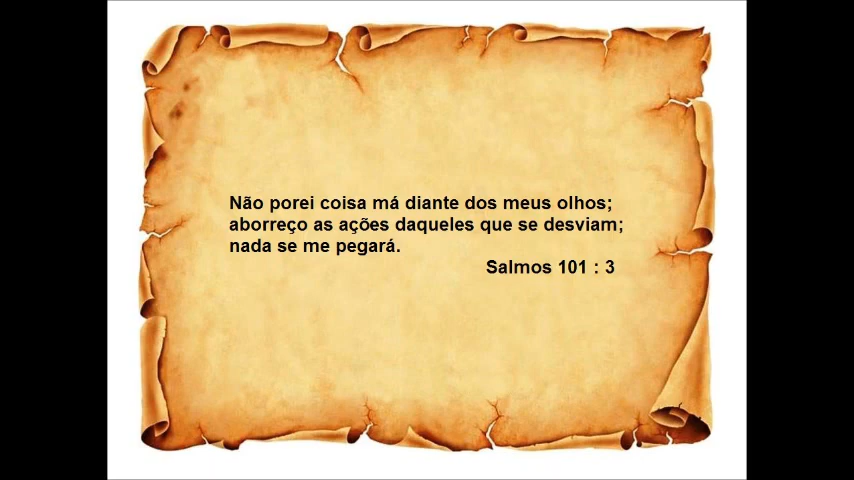 Não porei coisa má diante dos meus olhos;
aborreço as ações daqueles que se desviam;
nada se me pegará.
Salmos 101 : 3